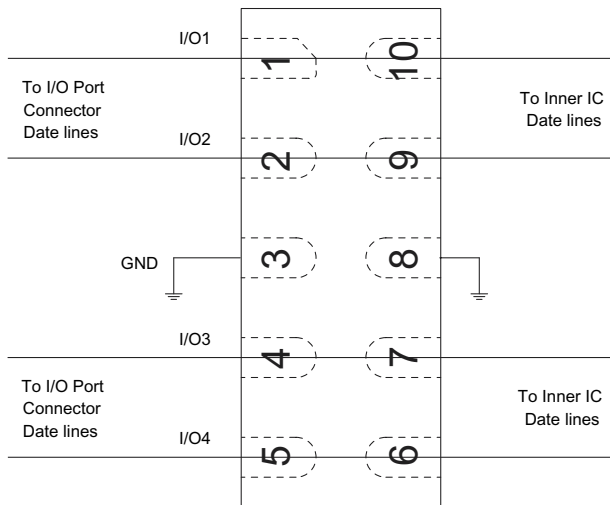 I/O1
1
10
To I/O Port
Connector
Date lines
To Inner IC
Date lines
I/O2
2
9
GND
3
8
I/O3
4
7
To I/O Port
Connector
Date lines
To Inner IC
Date lines
I/O4
5
6